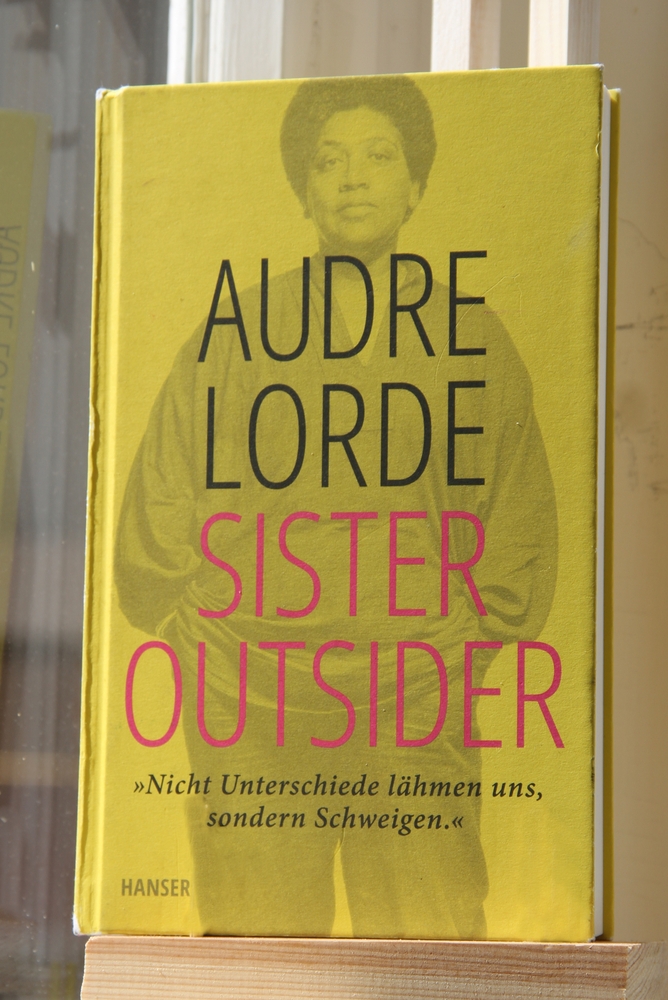 AUDRE
LORDE
SISTER
OUTSIDER
»Nicht Unterschiede lähmen uns,
sondern Schweigen.«
HANSER